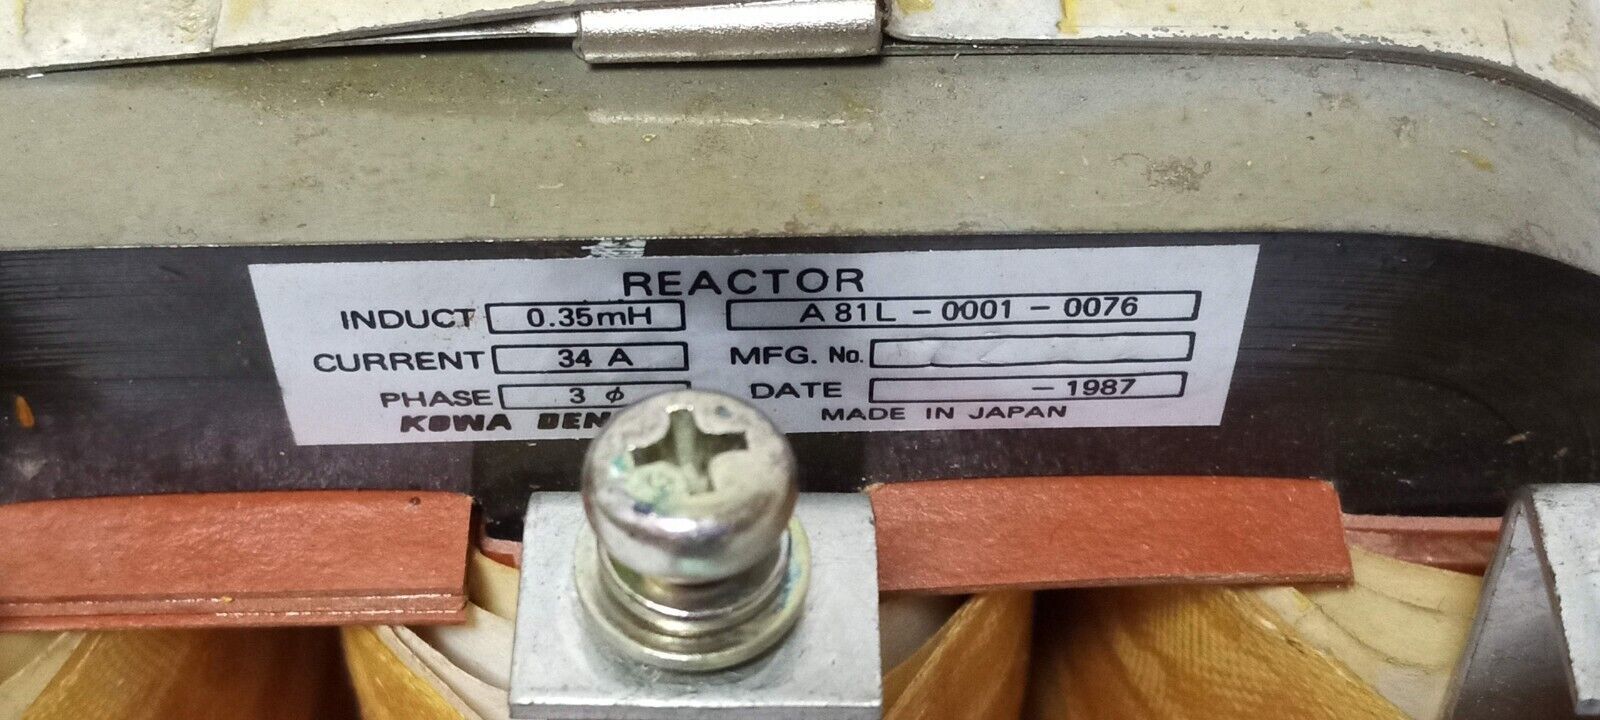 REACTOR
INDUCT 0.35mH A81L-0001-0076
CURRENT 34 A MFG. No.
PHASE 3 ϕ DATE -1987
KOWA MADE IN JAPAN